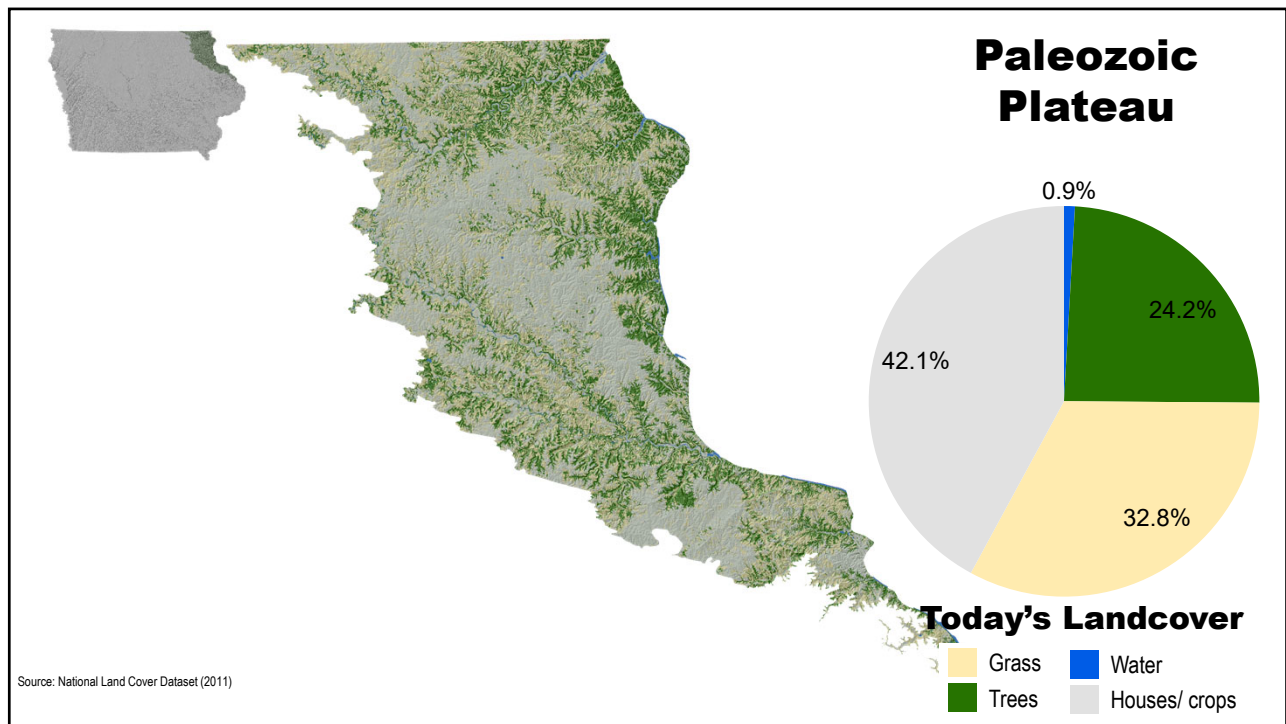 Paleozoic
Plateau
0.9%
24.2%
42.1%
32.8%
Today’s Landcover
Grass
Water
Trees
Houses/ crops
Source: National Land Cover Dataset (2011)